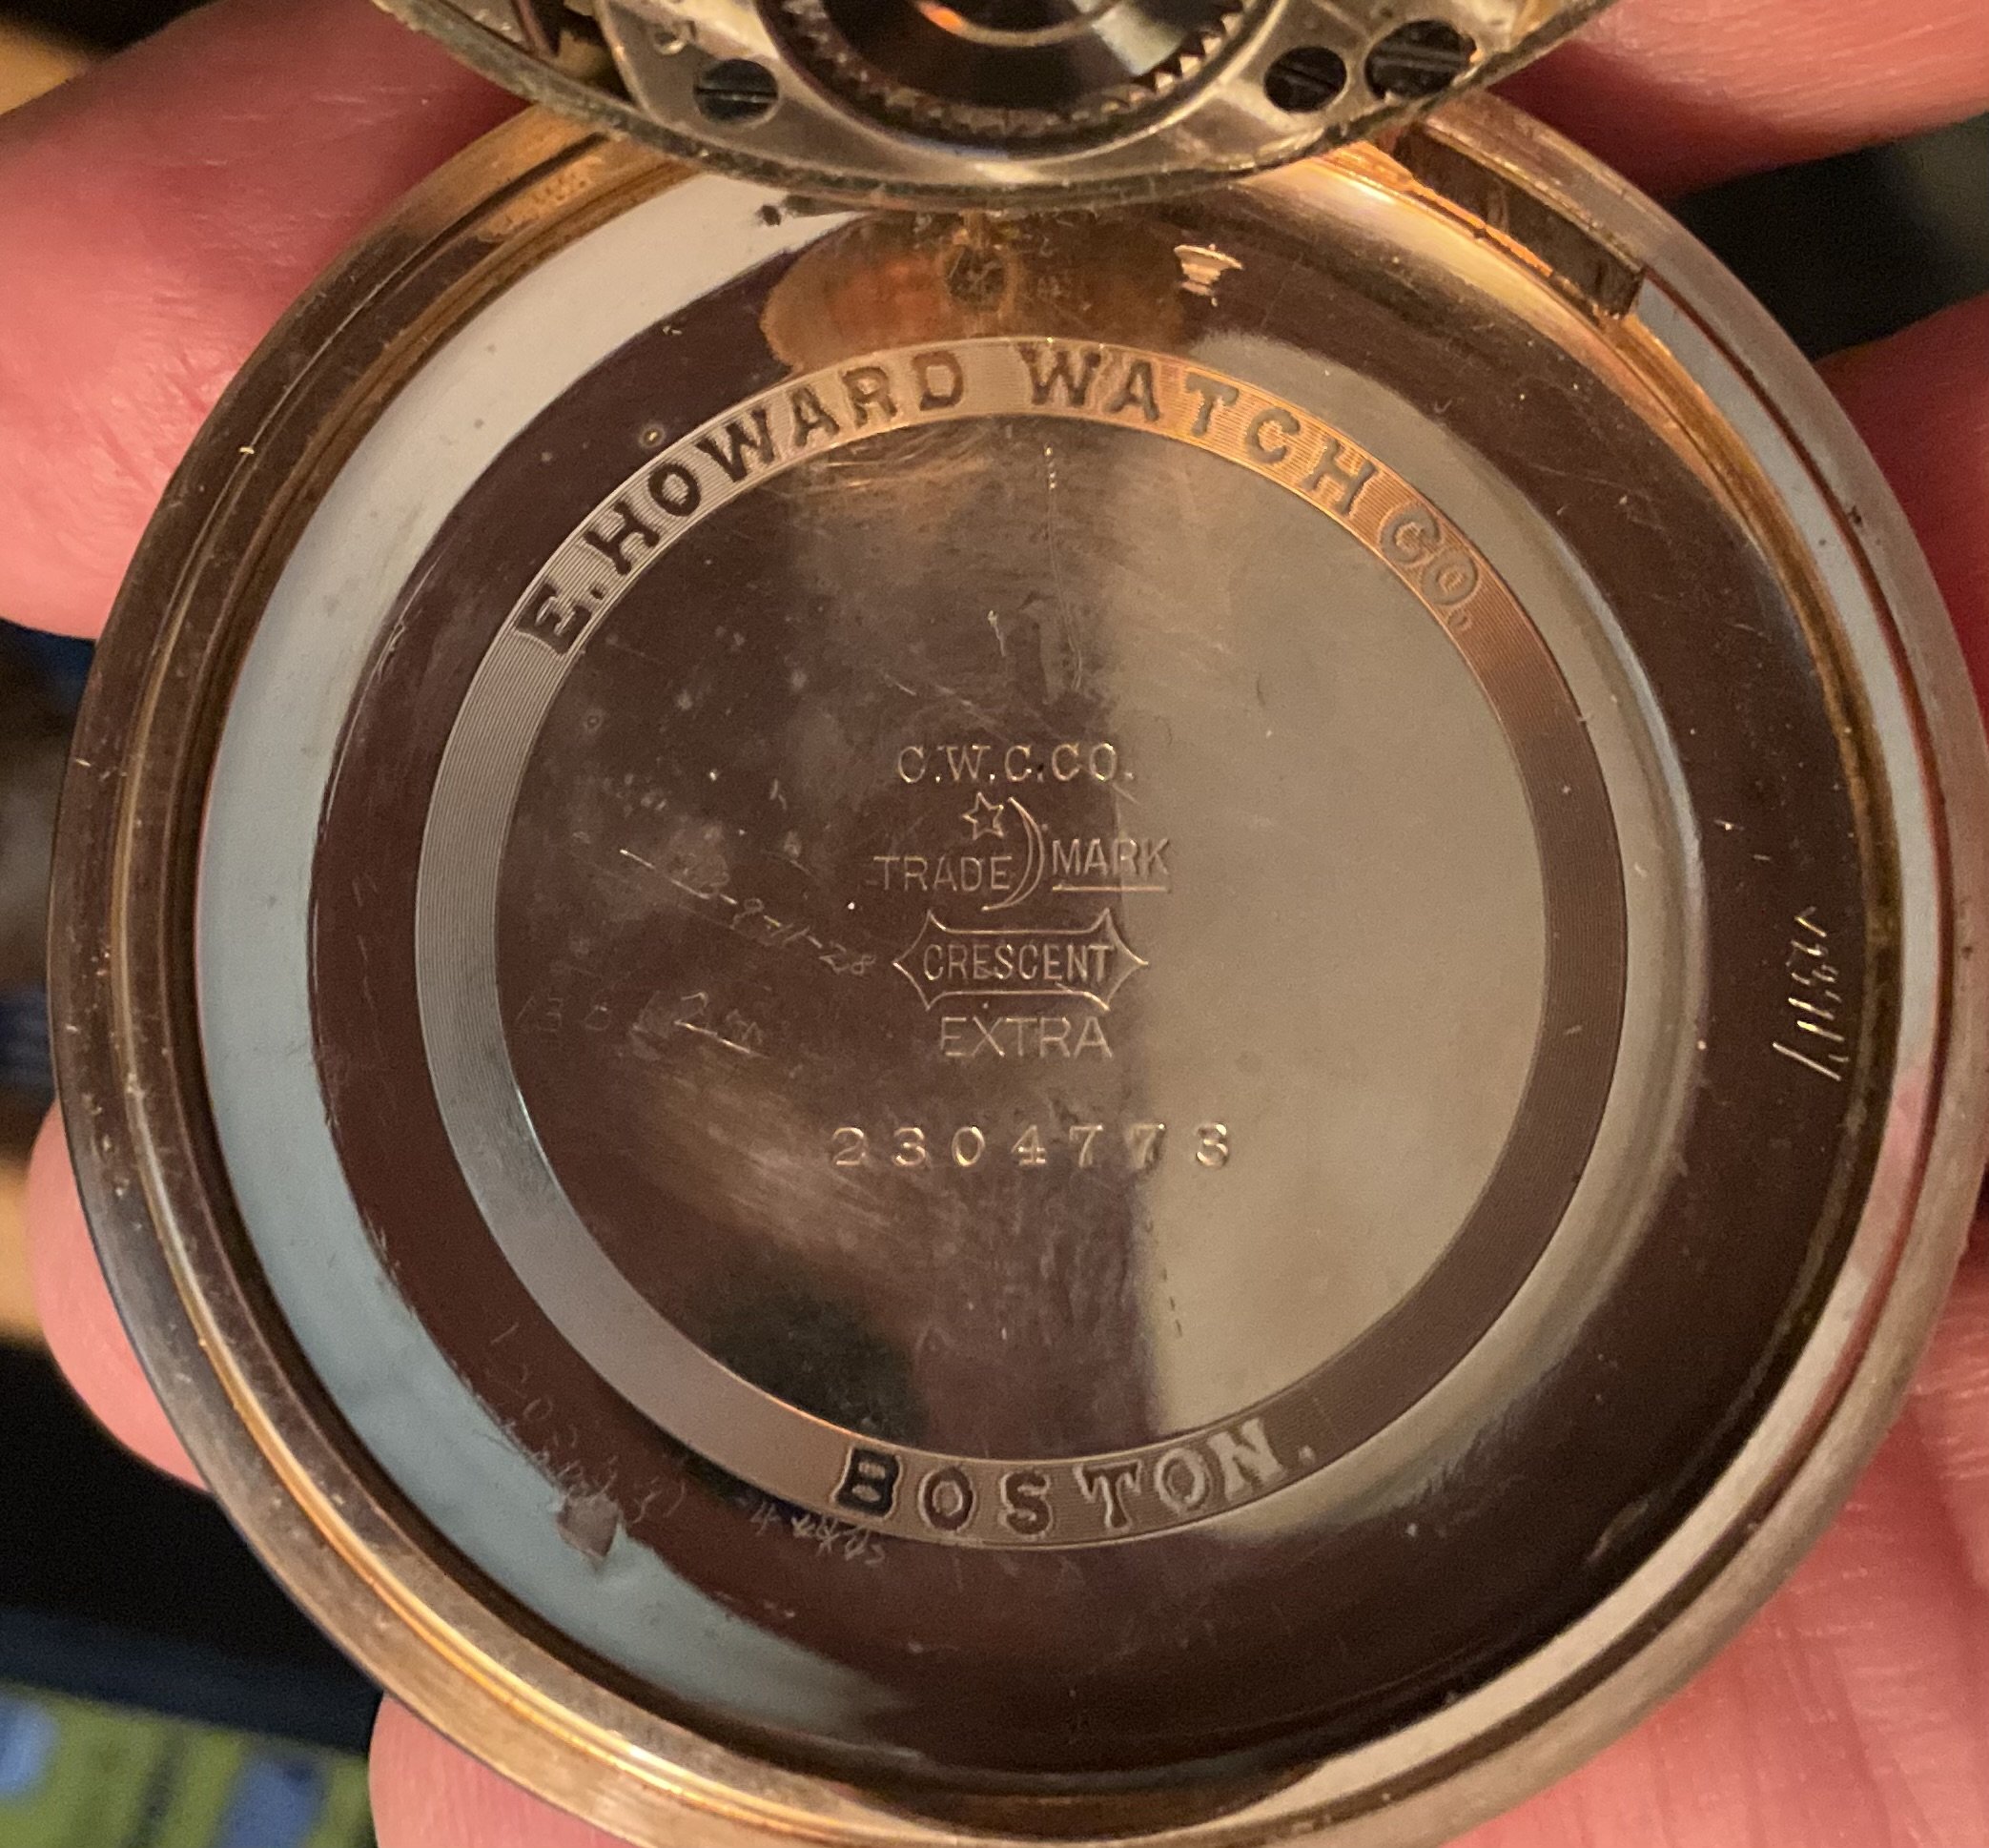 E. HOWARD WATCH CO.
C.W.C.CO.
TRADE MARK
CRESCENT
EXTRA
2304773
BOSTON.